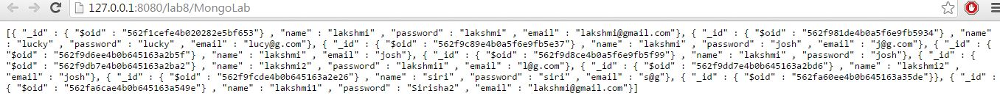 127.0.0.1:8080/lab8/MongoLab
[{ "_id" : { "$oid" : "562f1cefe4b020282e5bf653"} , "name" : "lakshmi" , "password" : "lakshmi" , "email" : "lakshmi@gmail.com"}, { "_id" : { "$oid" : "562f981de4b0a5f6e9fb5934"} , "name"
: "lucky" , "password" : "lucky" , "email" : "lucy@g.com"}, { "_id" : { "$oid" : "562f9c89e4b0a5f6e9fb5e37"} , "name" : "lakshmi" , "password" : "josh" , "email" : "j@g.com"}, { "_id" : {
"$oid" : "562f9d6ee4b0b645163a2b5f"} , "name" : "lakshmi" , "email" : "josh"}, { "_id" : { "$oid" : "562f9d8ce4b0a5f6e9fb5f99"} , "name" : "lakshmi" , "password" : "josh"}, { "_id" : {
"$oid" : "562f9db7e4b0b645163a2ba2"} , "name" : "lakshmi2" , "password" : "lakshmi1" , "email" : "l@g.com"}, { "_id" : { "$oid" : "562f9dd7e4b0b645163a2bd6"} , "name" : "lakshmi2" ,
"email" : "josh"}, { "_id" : { "$oid" : "562f9fcde4b0b645163a2e26"} , "name" : "siri" , "password" : "siri" , "email" : "s@g"}, { "_id" : { "$oid" : "562fa60ee4b0b645163a35de"}}, { "_id" :
{ "$oid" : "562fa6cae4b0b645163a549e"} , "name" : "lakshmi1" , "password" : "Sirisha2" , "email" : "lakshmi@gmail.com"}]